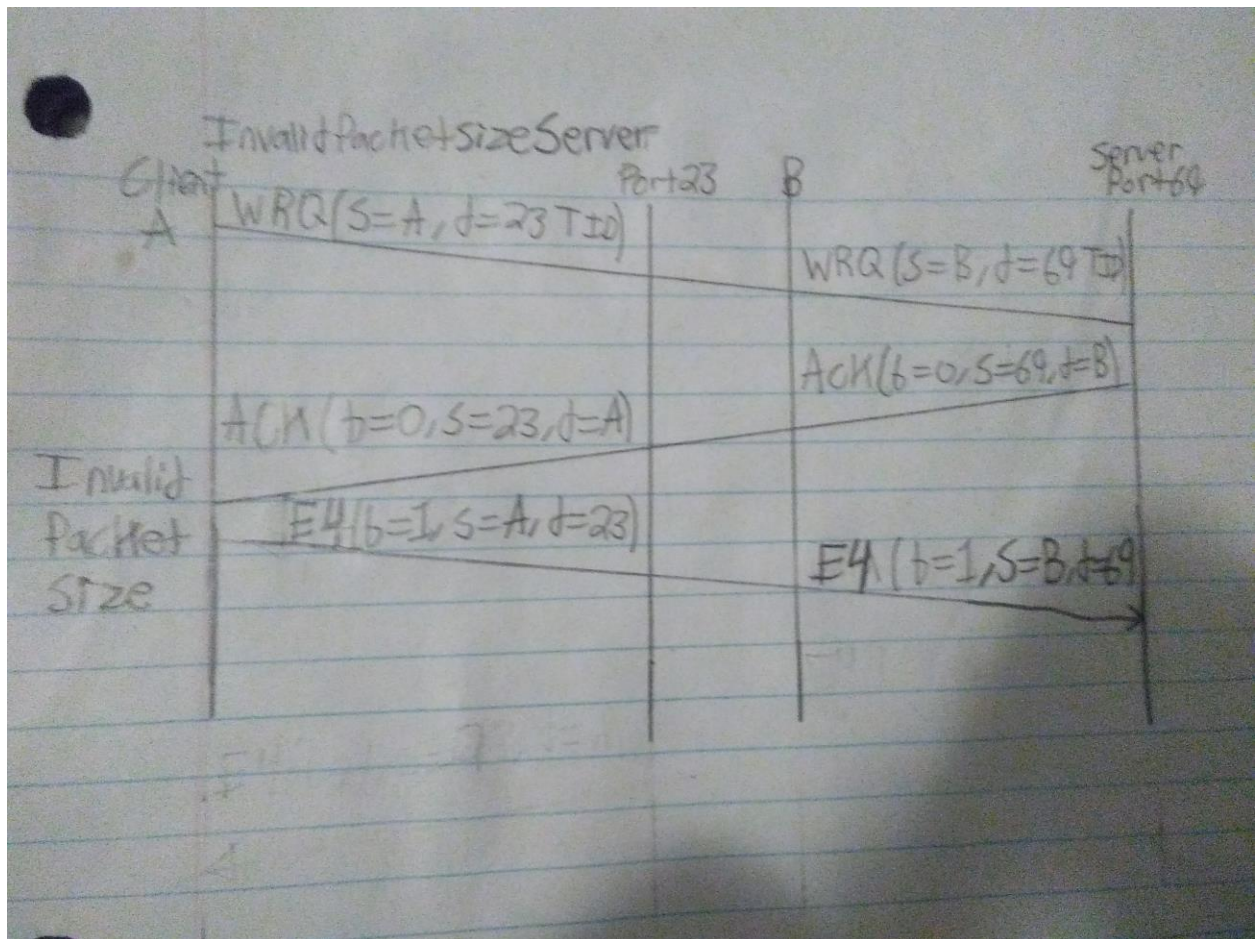 InvalidPacketsizeServer
Client
A
Port23
B
Server
Port69
WRQ(S=A, d=23 TID)
WRQ(S=B, d=69 TID)
ACK(b=0, S=69, d=B)
ACK(b=0, S=23, d=A)
Invalid
Packet
Size
E4(b=1, S=A, d=23)
E4(b=1, S=B, d=69